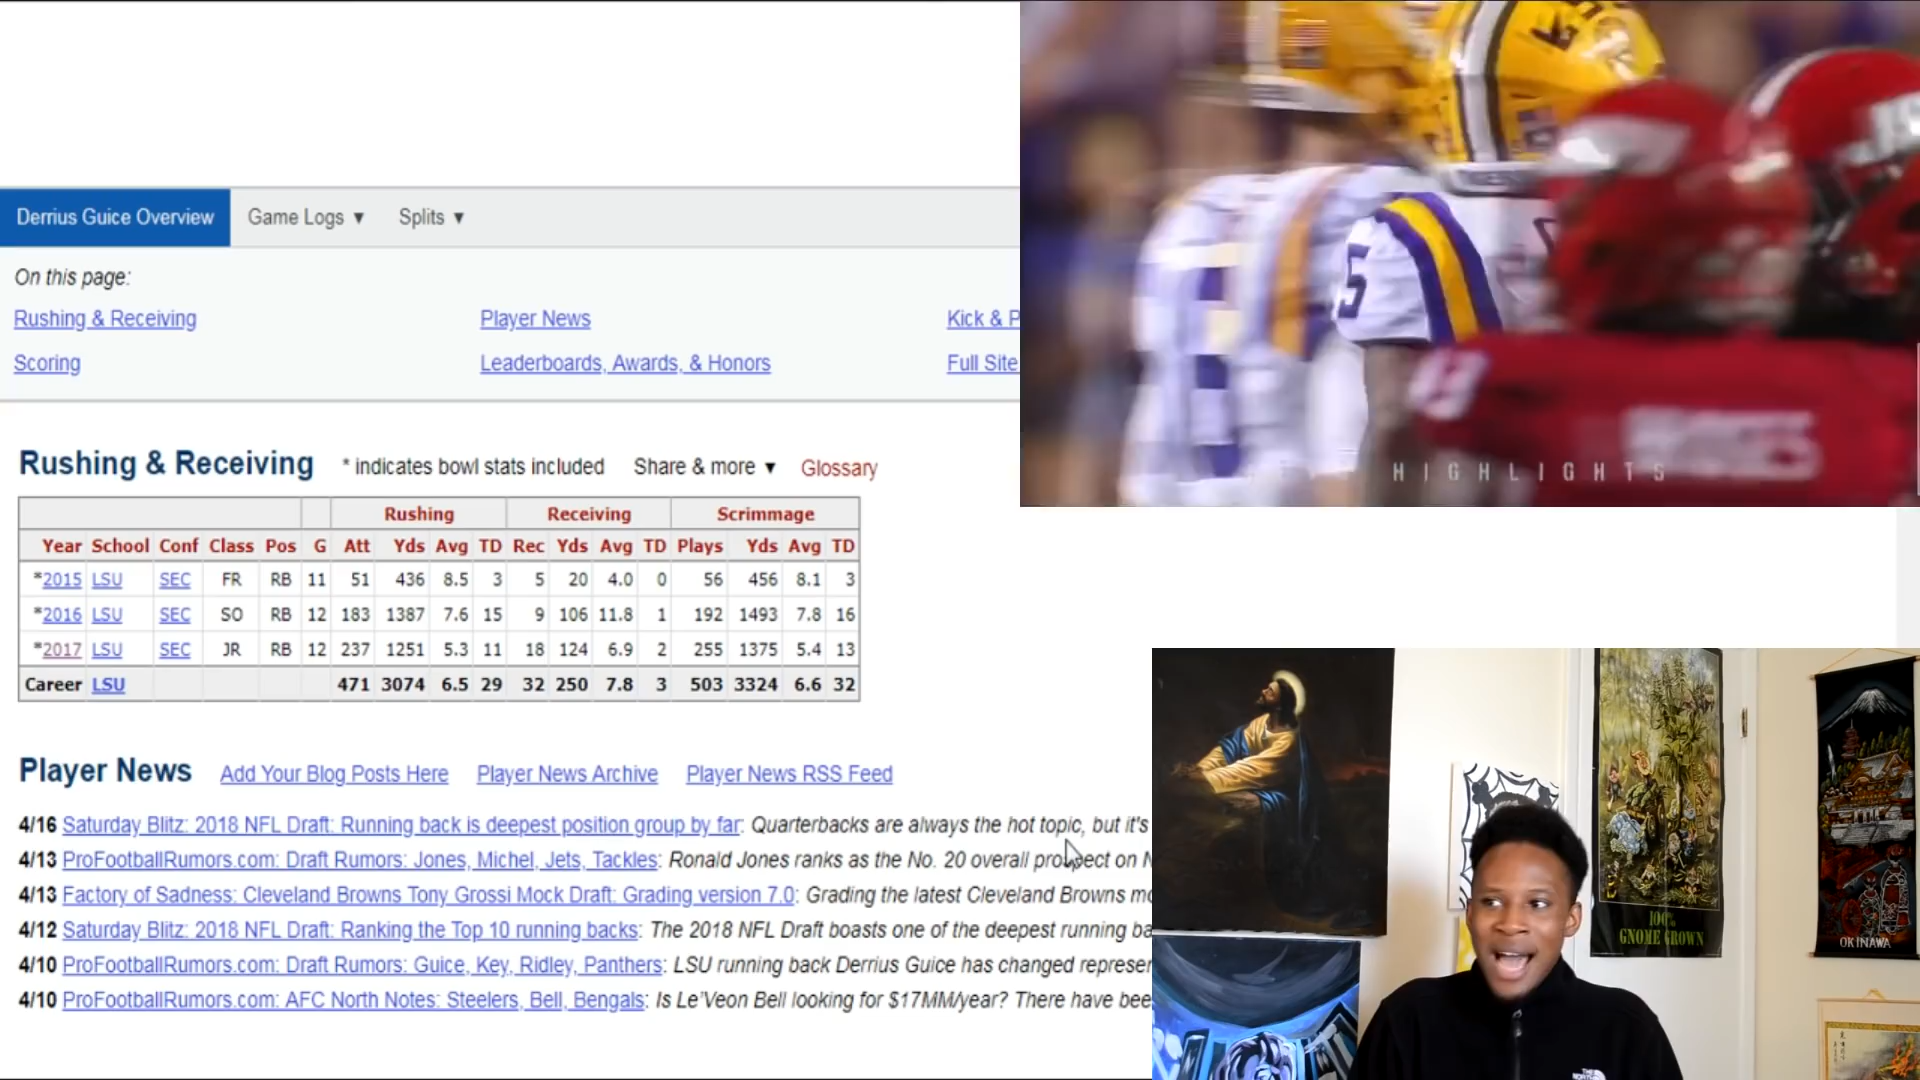 Derrius Guice Overview Game Logs ▼ Splits ▼
On this page:
Rushing & Receiving Player News Kick & P
Scoring Leaderboards, Awards, & Honors Full Site
HIGHLIGHTS
5
Rushing & Receiving * indicates bowl stats included Share & more ▼ Glossary
Rushing Receiving Scrimmage
Year School Conf Class Pos G Att Yds Avg TD Rec Yds Avg TD Plays Yds Avg TD
*2015 LSU SEC FR RB 11 51 436 8.5 3 5 20 4.0 0 56 456 8.1 3
*2016 LSU SEC SO RB 12 183 1387 7.6 15 9 106 11.8 1 192 1493 7.8 16
*2017 LSU SEC JR RB 12 237 1251 5.3 11 18 124 6.9 2 255 1375 5.4 13
Career LSU 471 3074 6.5 29 32 250 7.8 3 503 3324 6.6 32
Player News Add Your Blog Posts Here Player News Archive Player News RSS Feed
4/16 Saturday Blitz: 2018 NFL Draft: Running back is deepest position group by far: Quarterbacks are always the hot topic, but it's
4/13 ProFootballRumors.com: Draft Rumors: Jones, Michel, Jets, Tackles: Ronald Jones ranks as the No. 20 overall prospect on N
4/13 Factory of Sadness: Cleveland Browns Tony Grossi Mock Draft: Grading version 7.0: Grading the latest Cleveland Browns mo
4/12 Saturday Blitz: 2018 NFL Draft: Ranking the Top 10 running backs: The 2018 NFL Draft boasts one of the deepest running ba
4/10 ProFootballRumors.com: Draft Rumors: Guice, Key, Ridley, Panthers: LSU running back Derrius Guice has changed represen
4/10 ProFootballRumors.com: AFC North Notes: Steelers, Bell, Bengals: Is Le'Veon Bell looking for $17MM/year? There have bee
100%
GNOME GROWN
OKINAWA
THE NORTH